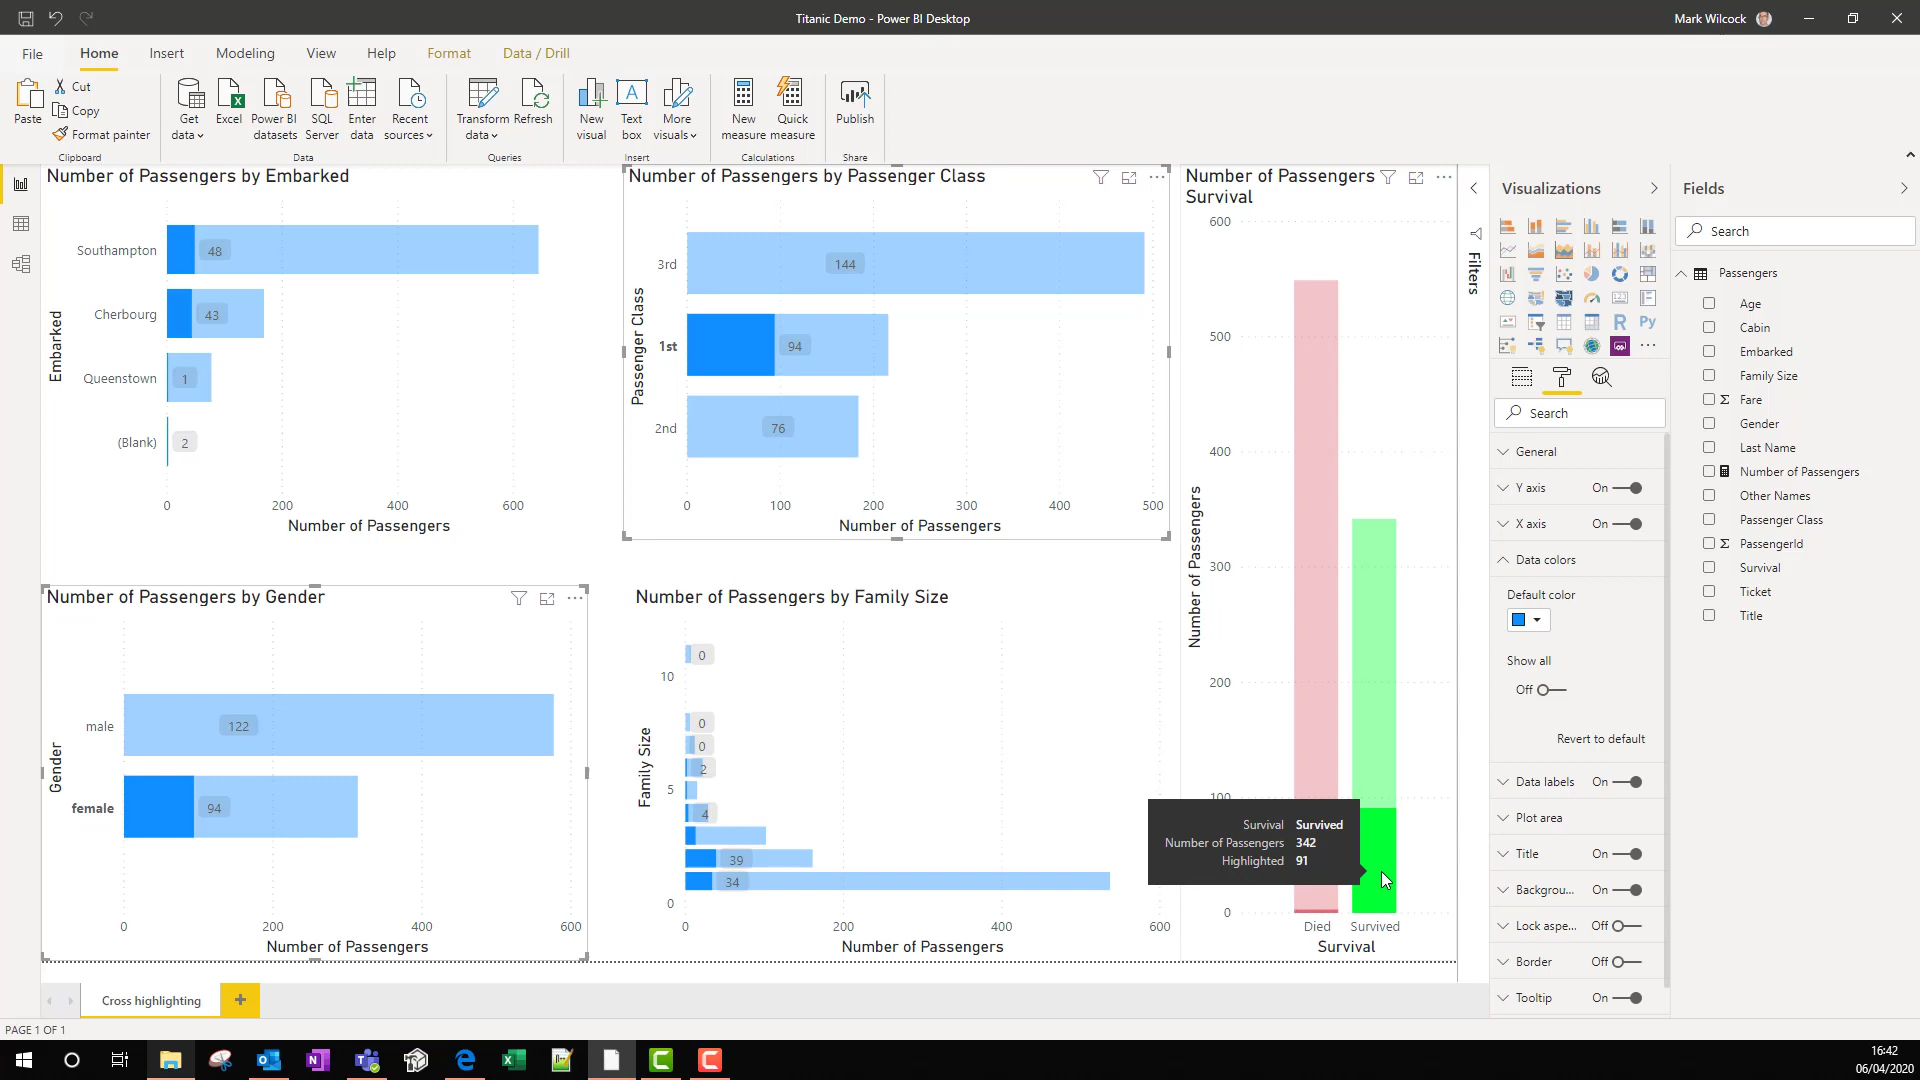 Titanic Demo - Power BI Desktop
Mark Wilcock
File
Home
Insert
Modeling
View
Help
Format
Data / Drill
Paste
Cut
Copy
Format painter
Clipboard
Get data
Excel
Power BI datasets
SQL Server
Enter data
Recent sources
Data
Transform data
Refresh
Queries
New visual
Text box
More visuals
Insert
New measure
Quick measure
Calculations
Publish
Share
Number of Passengers by Embarked
Embarked
Southampton
48
Cherbourg
43
Queenstown
1
(Blank)
2
0
200
400
600
Number of Passengers
Number of Passengers by Passenger Class
Passenger Class
3rd
144
1st
94
2nd
76
0
100
200
300
400
500
Number of Passengers
Number of Passengers
Survival
600
500
400
300
200
100
0
Number of Passengers
Survival Survived
Number of Passengers 342
Highlighted 91
Died
Survived
Survival
Number of Passengers by Gender
Gender
male
122
female
94
0
200
400
600
Number of Passengers
Number of Passengers by Family Size
Family Size
10
5
0
0
0
0
2
4
39
34
0
200
400
600
Number of Passengers
Filters
Visualizations
R
Py
Search
General
Y axis On
X axis On
Data colors
Default color
Show all
Off
Revert to default
Data labels On
Plot area
Title On
Backgrou... On
Lock aspe... Off
Border Off
Tooltip On
Fields
Search
Passengers
Age
Cabin
Embarked
Family Size
Fare
Gender
Last Name
Number of Passengers
Other Names
Passenger Class
PassengerId
Survival
Ticket
Title
Cross highlighting
PAGE 1 OF 1
16:42
06/04/2020